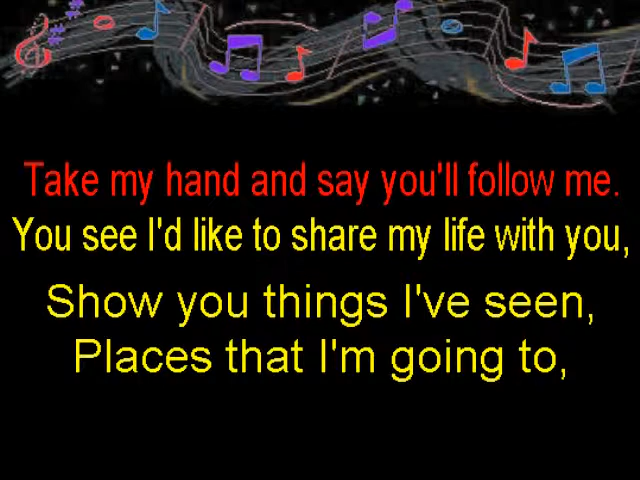 Take my hand and say you'll follow me.
You see I'd like to share my life with you,
Show you things I've seen,
Places that I'm going to,